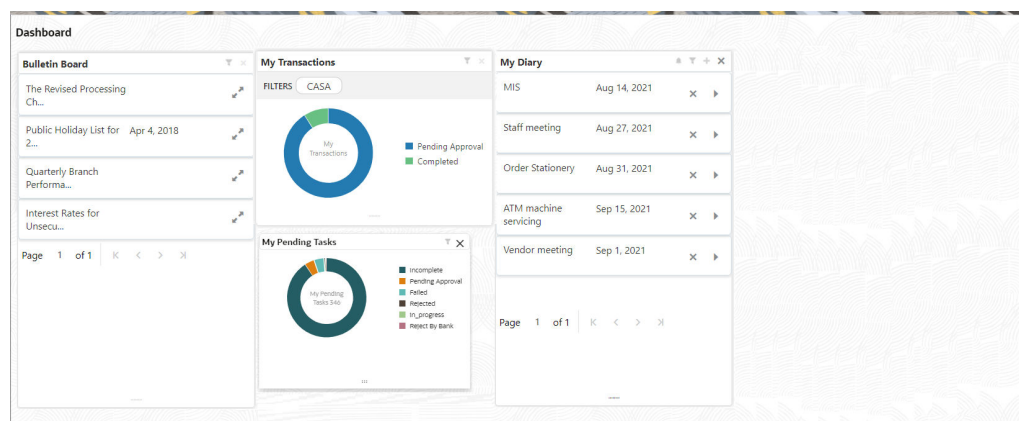 Dashboard
Bulletin Board
The Revised Processing
Ch...
Public Holiday List for Apr 4, 2018
2...
Quarterly Branch
Performa...
Interest Rates for
Unsecu...
Page 1 of 1
My Transactions
FILTERS CASA
My
Transactions
Pending Approval
Completed
My Pending Tasks
My Pending
Tasks 346
Incomplete
Pending Approval
Failed
Rejected
In_progress
Reject By Bank
My Diary
MIS Aug 14, 2021
Staff meeting Aug 27, 2021
Order Stationery Aug 31, 2021
ATM machine Sep 15, 2021
servicing
Vendor meeting Sep 1, 2021
Page 1 of 1